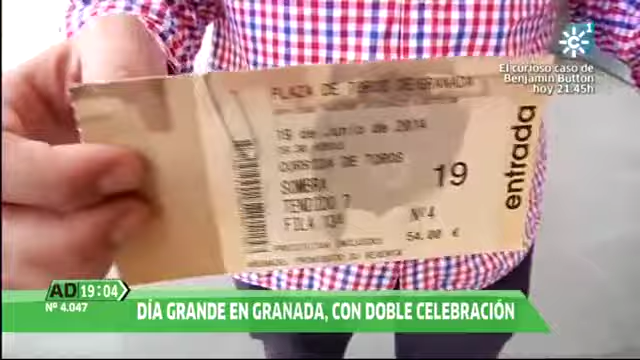 El curioso caso de
Benjamin Button
hoy 21.45h
PLAZA DE TOROS DE GRANADA
19 de Junio de 2014
CORRIDA DE TOROS
SOMBRA
19
TENDIDO 7
FILA 13
Nº 4
54.00 €
entrada
AD 19:04
Nº 4.047
DÍA GRANDE EN GRANADA, CON DOBLE CELEBRACIÓN